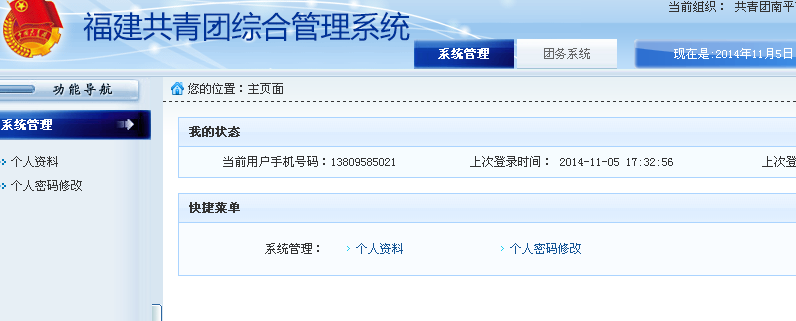 当前组织： 共青团南平
福建共青团综合管理系统
系统管理 团务系统 现在是:2014年11月5日
功能导航
您的位置：主页面
系统管理
我的状态
个人资料
当前用户手机号码：13809585021 上次登录时间： 2014-11-05 17:32:56 上次登
个人密码修改
快捷菜单
系统管理： 个人资料 个人密码修改